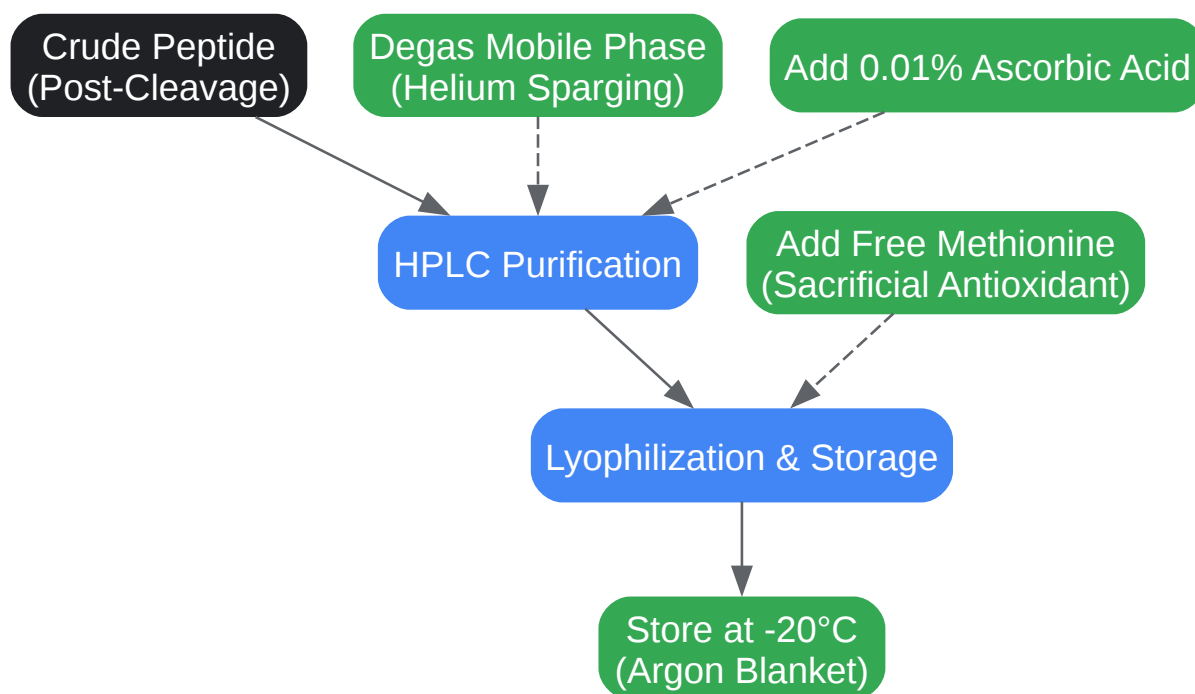 Crude Peptide
(Post-Cleavage)
Degas Mobile Phase
(Helium Sparging)
Add 0.01% Ascorbic Acid
HPLC Purification
Add Free Methionine
(Sacrificial Antioxidant)
Lyophilization & Storage
Store at -20°C
(Argon Blanket)